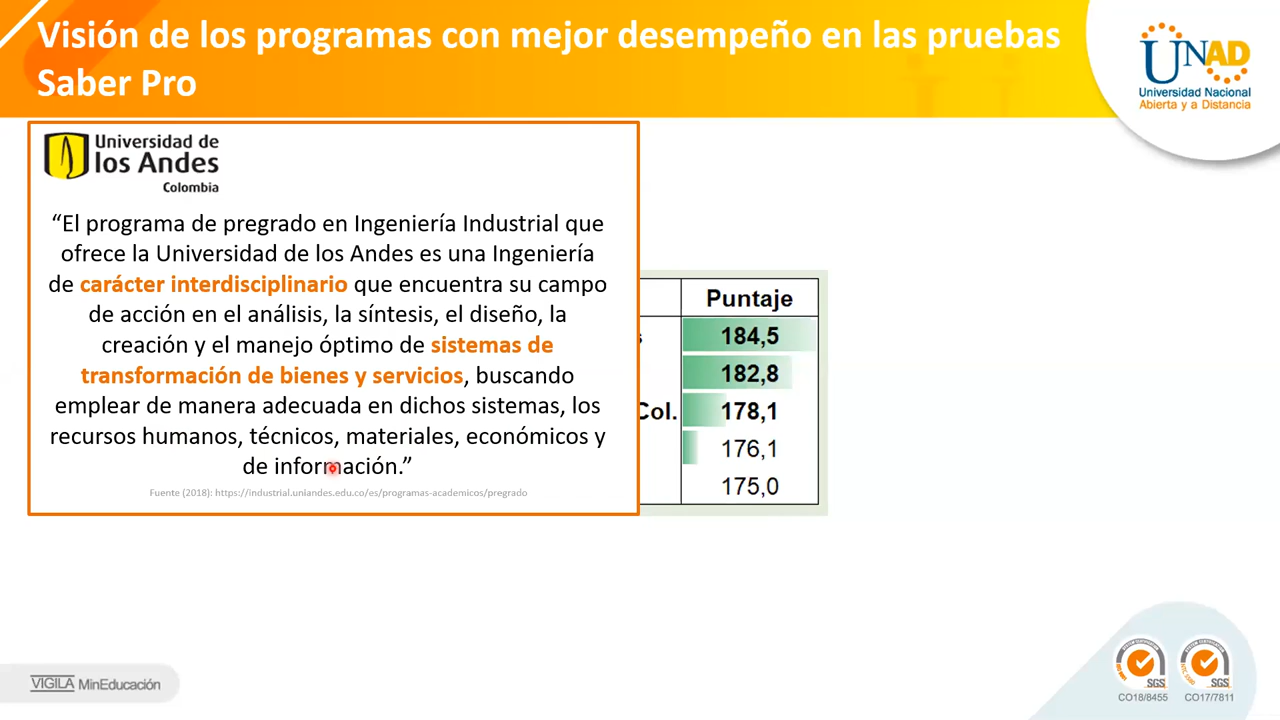 Visión de los programas con mejor desempeño en las pruebas
Saber Pro
UNAD
Universidad Nacional
Abierta y a Distancia
Universidad de
los Andes
Colombia
“El programa de pregrado en Ingeniería Industrial que
ofrece la Universidad de los Andes es una Ingeniería
de carácter interdisciplinario que encuentra su campo
de acción en el análisis, la síntesis, el diseño, la
creación y el manejo óptimo de sistemas de
transformación de bienes y servicios, buscando
emplear de manera adecuada en dichos sistemas, los
recursos humanos, técnicos, materiales, económicos y
de información.”
Fuente (2018): https://industrial.uniandes.edu.co/es/programas-academicos/pregrado
Puntaje
184,5
182,8
Col. 178,1
176,1
175,0
VIGILA MinEducación
SGS
SGS
CO18/8455
CO17/7811